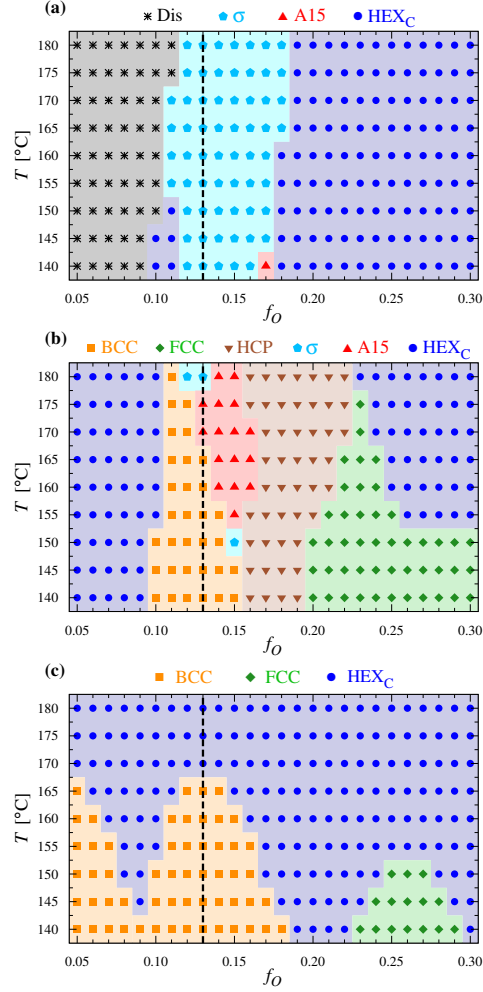 (a)
Dis σ A15 HEX_C
180
175
170
165
160
155
150
145
140
T [°C]
0.05 0.10 0.15 0.20 0.25 0.30
f_O
(b)
BCC FCC HCP σ A15 HEX_C
180
175
170
165
160
155
150
145
140
T [°C]
0.05 0.10 0.15 0.20 0.25 0.30
f_O
(c)
BCC FCC HEX_C
180
175
170
165
160
155
150
145
140
T [°C]
0.05 0.10 0.15 0.20 0.25 0.30
f_O